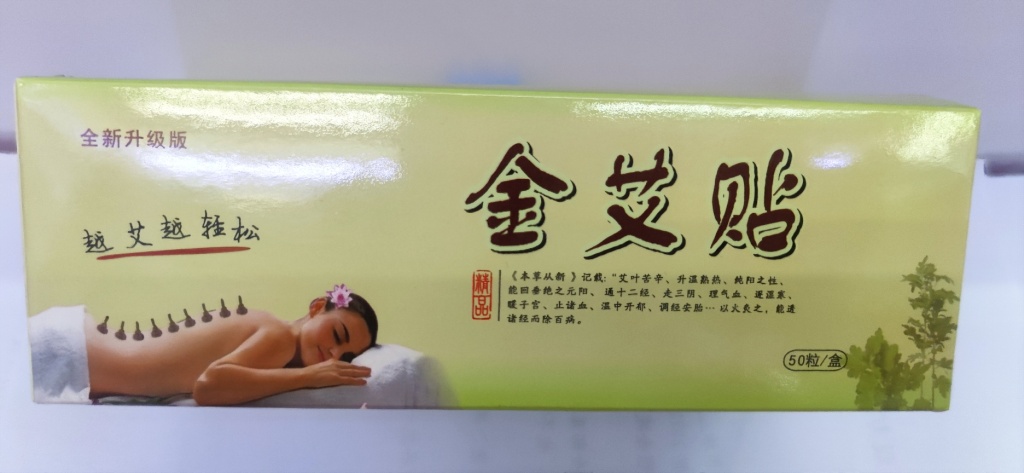 全新升级版
越艾越轻松
金艾贴
精品
《本草从新》记载:"艾叶苦辛、升温熟热、纯阳之性、
能回垂绝之元阳、通十二经、走三阴、理气血、逐湿寒、
暖子宫、止诸血、温中开郁、调经安胎…以火灸之,能透
诸经而除百病。
50粒/盒